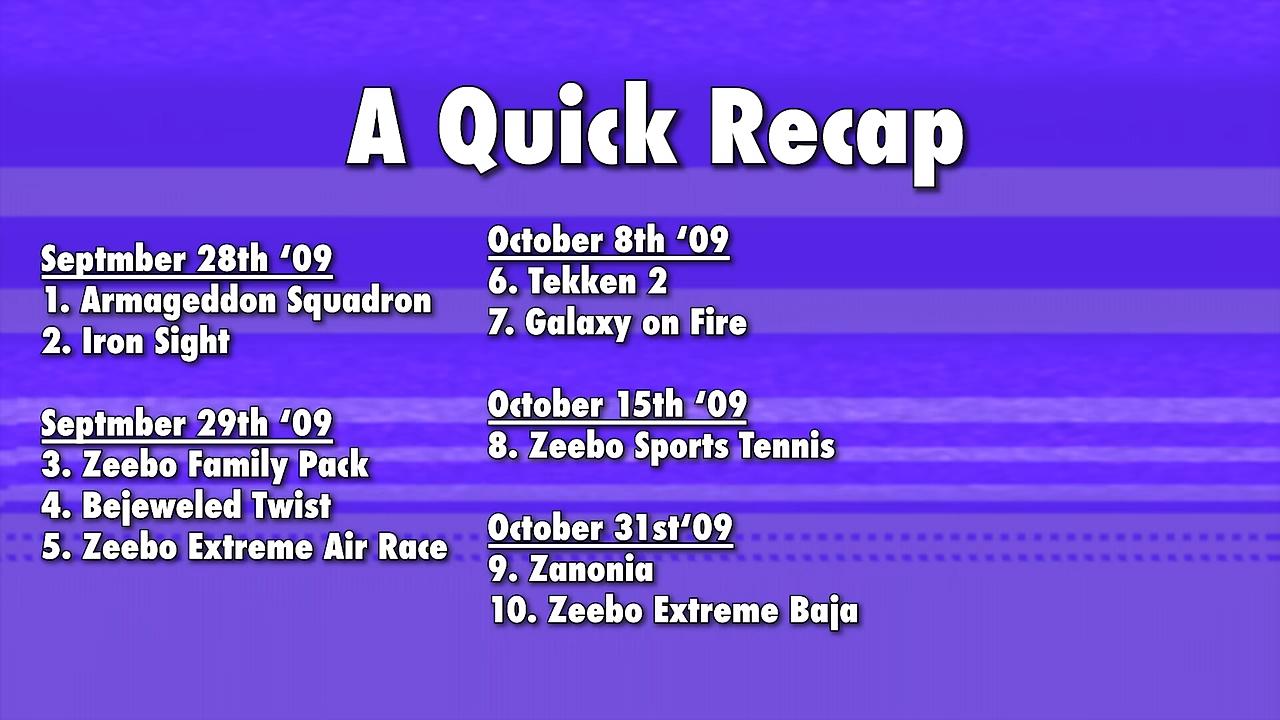 A Quick Recap
Septmber 28th ‘09
1. Armageddon Squadron
2. Iron Sight
Septmber 29th ‘09
3. Zeebo Family Pack
4. Bejeweled Twist
5. Zeebo Extreme Air Race
October 8th ‘09
6. Tekken 2
7. Galaxy on Fire
October 15th ‘09
8. Zeebo Sports Tennis
October 31st‘09
9. Zanonia
10. Zeebo Extreme Baja